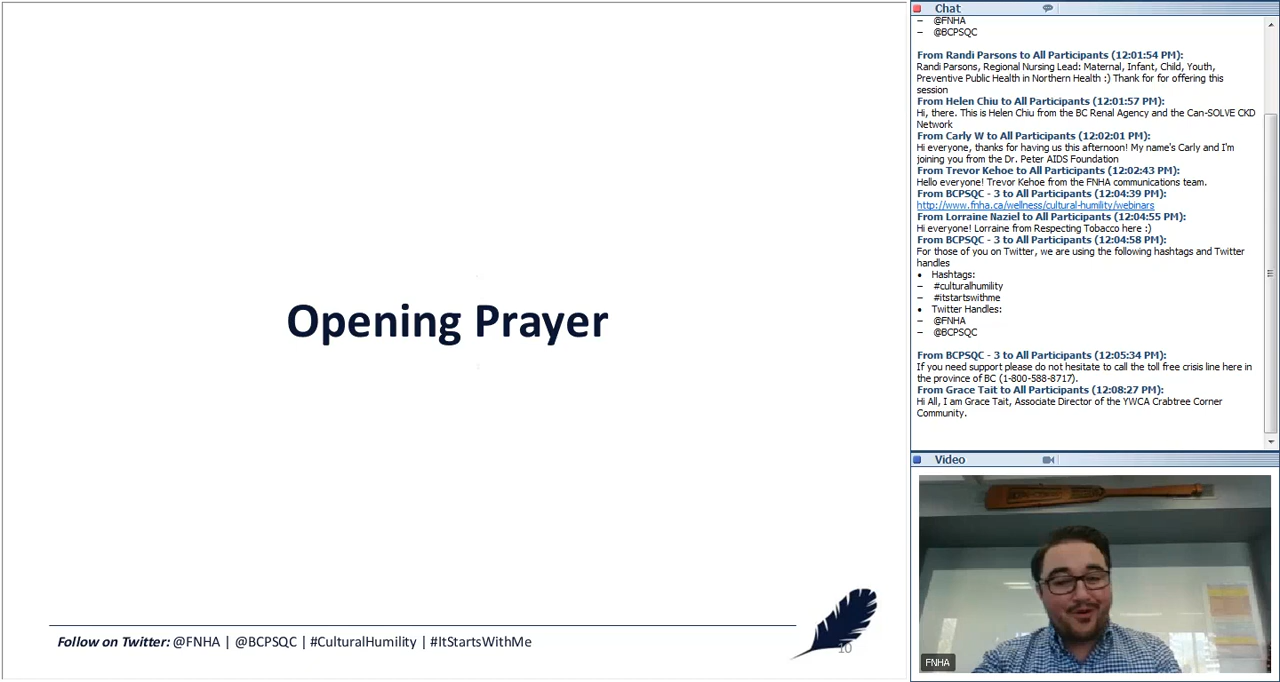 Opening Prayer
Follow on Twitter: @FNHA | @BCPSQC | #CulturalHumility | #ItStartsWithMe
10
Chat
– @FNHA
– @BCPSQC
From Randi Parsons to All Participants (12:01:54 PM):
Randi Parsons, Regional Nursing Lead: Maternal, Infant, Child, Youth,
Preventive Public Health in Northern Health :) Thank for for offering this
session
From Helen Chiu to All Participants (12:01:57 PM):
Hi, there. This is Helen Chiu from the BC Renal Agency and the Can-SOLVE CKD
Network
From Carly W to All Participants (12:02:01 PM):
Hi everyone, thanks for having us this afternoon! My name's Carly and I'm
joining you from the Dr. Peter AIDS Foundation
From Trevor Kehoe to All Participants (12:02:43 PM):
Hello everyone! Trevor Kehoe from the FNHA communications team.
From BCPSQC - 3 to All Participants (12:04:39 PM):
http://www.fnha.ca/wellness/cultural-humility/webinars
From Lorraine Naziel to All Participants (12:04:55 PM):
Hi everyone! Lorraine from Respecting Tobacco here :)
From BCPSQC - 3 to All Participants (12:04:58 PM):
For those of you on Twitter, we are using the following hashtags and Twitter
handles
• Hashtags:
– #culturalhumility
– #itstartswithme
• Twitter Handles:
– @FNHA
– @BCPSQC
From BCPSQC - 3 to All Participants (12:05:34 PM):
If you need support please do not hesitate to call the toll free crisis line here in
the province of BC (1-800-588-8717).
From Grace Tait to All Participants (12:08:27 PM):
Hi All, I am Grace Tait, Associate Director of the YWCA Crabtree Corner
Community.
Video
FNHA